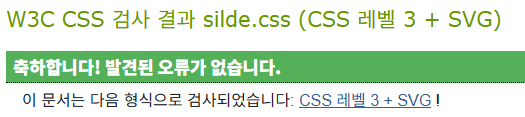 W3C CSS 검사 결과 silde.css (CSS 레벨 3 + SVG)
축하합니다! 발견된 오류가 없습니다.
이 문서는 다음 형식으로 검사되었습니다: CSS 레벨 3 + SVG !